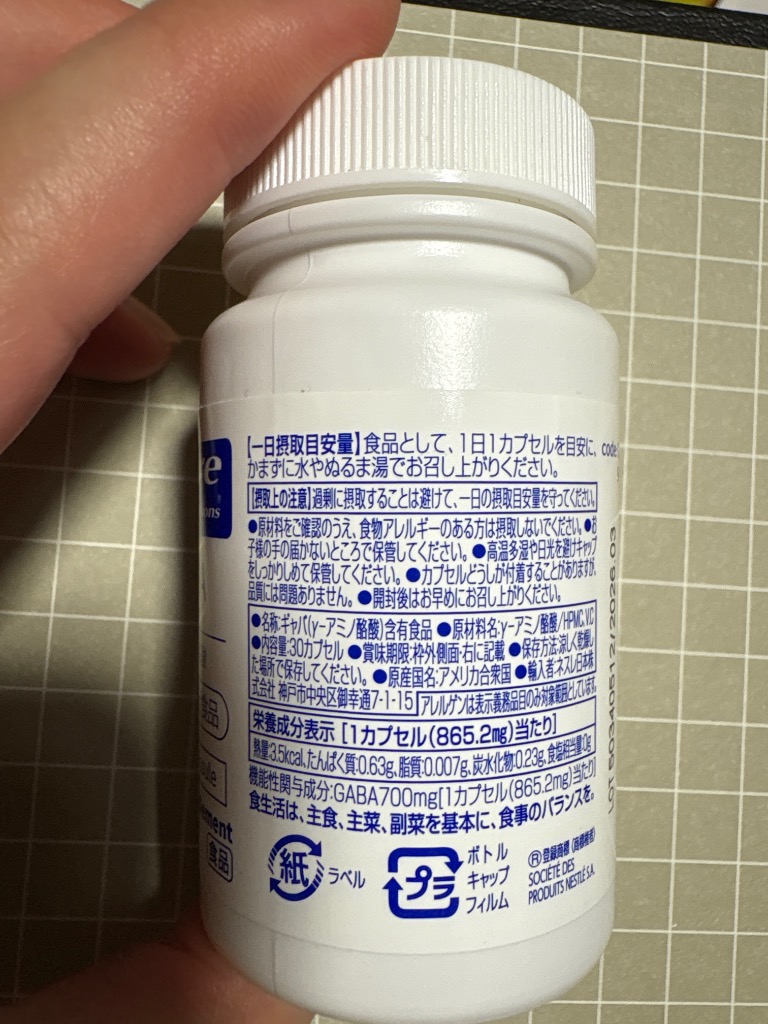 【一日摂取目安量】食品として、1日1カプセルを目安に、
かまずに水やぬるま湯でお召し上がりください。
【摂取上の注意】過剰に摂取することは避けて、一日の摂取目安量を守ってください。
●原材料をご確認のうえ、食物アレルギーのある方は摂取しないでください。●お
子様の手の届かないところで保管してください。●高温多湿や日光を避けキャップ
をしっかりしめて保管してください。●カプセルどうしが付着することがありますが、
品質には問題ありません。●開封後はお早めにお召し上がりください。
●名称:ギャバ(γ-アミノ酪酸)含有食品 ●原材料名:γ-アミノ酪酸/HPMC、V.C
●内容量:30カプセル ●賞味期限:枠外側面・右に記載 ●保存方法:涼しく乾燥し
た場所で保存してください。●原産国名:アメリカ合衆国 ●輸入者:ネスレ日本株
式会社 神戸市中央区御幸通7-1-15
アレルゲンは表示義務品目のみ対象範囲としています。
栄養成分表示 [1カプセル(865.2mg)当たり]
熱量:3.5kcal、たんぱく質:0.63g、脂質:0.007g、炭水化物:0.23g、食塩相当量:0g
機能性関与成分:GABA700mg[1カプセル(865.2mg)当たり]
食生活は、主食、主菜、副菜を基本に、食事のバランスを。
紙
ラベル
プラ
ボトル
キャップ
フィルム
®登録商標(商標権者)
SOCIÉTÉ DES
PRODUITS NESTLÉ S.A.
code
LOT 50340512/2026.03
re
ons
食品
ule
ement
食品